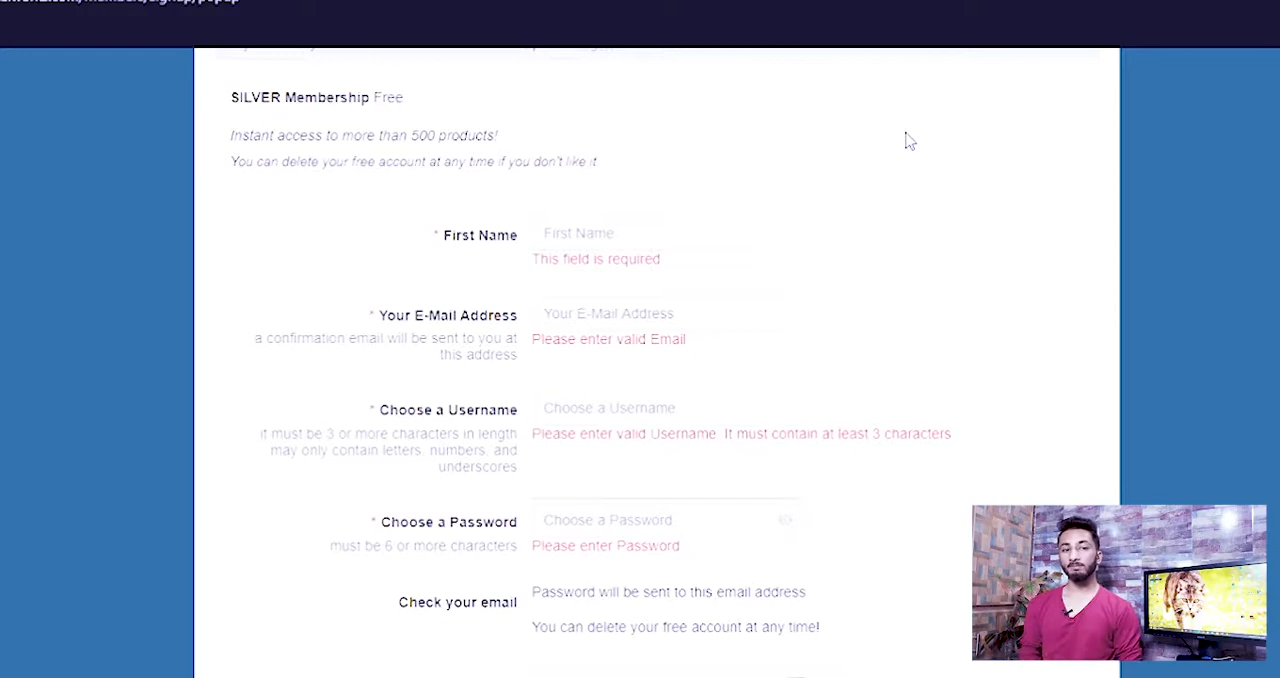 /members/signup/popup
SILVER Membership Free
Instant access to more than 500 products!
You can delete your free account at any time if you don't like it
* First Name
First Name
This field is required
* Your E-Mail Address
a confirmation email will be sent to you at
this address
Your E-Mail Address
Please enter valid Email
* Choose a Username
it must be 3 or more characters in length
may only contain letters, numbers, and
underscores
Choose a Username
Please enter valid Username. It must contain at least 3 characters
* Choose a Password
must be 6 or more characters
Choose a Password
Please enter Password
Check your email
Password will be sent to this email address
You can delete your free account at any time!